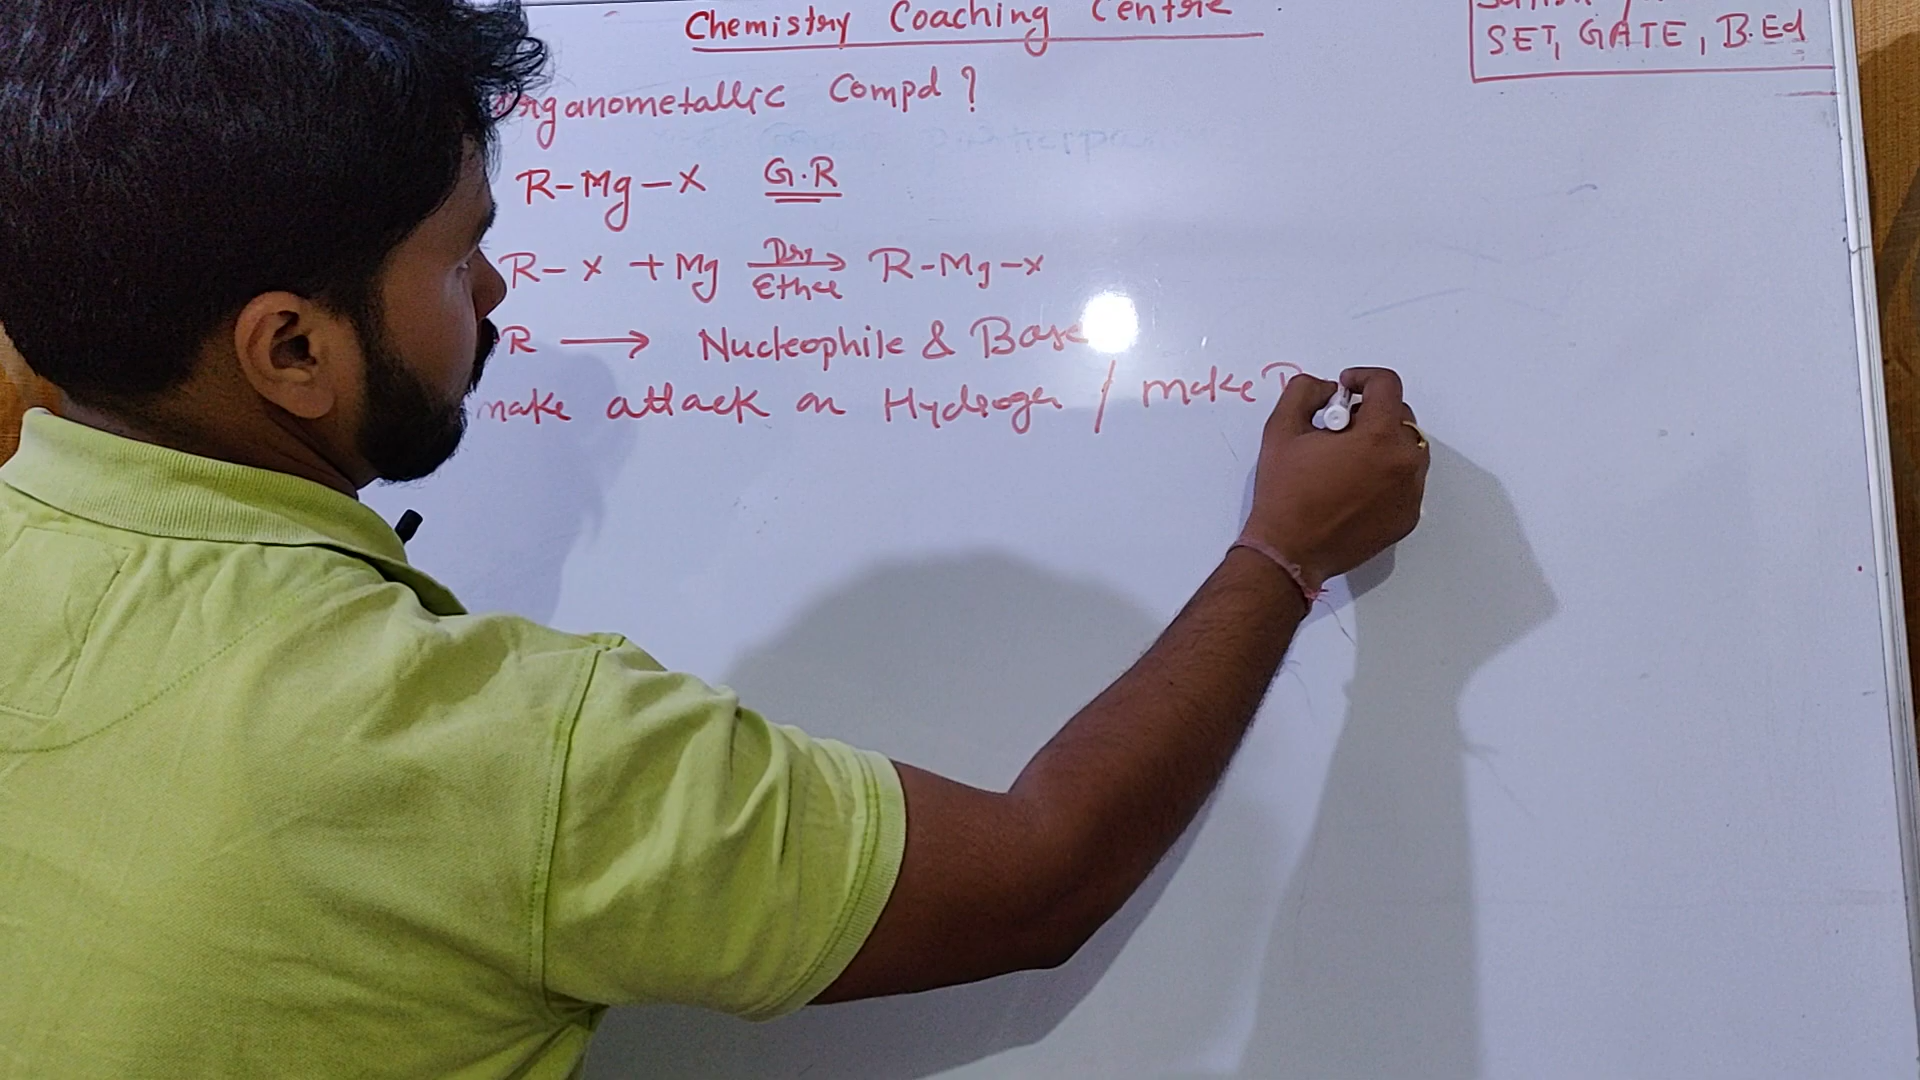 Chemistry Coaching Centre
SET, GATE, B.Ed
Organometallic Compd ?
R-Mg-X G.R
R-X + Mg Dry Ether R-Mg-X
R → Nucleophile & Base
make attack on Hydrogen / make